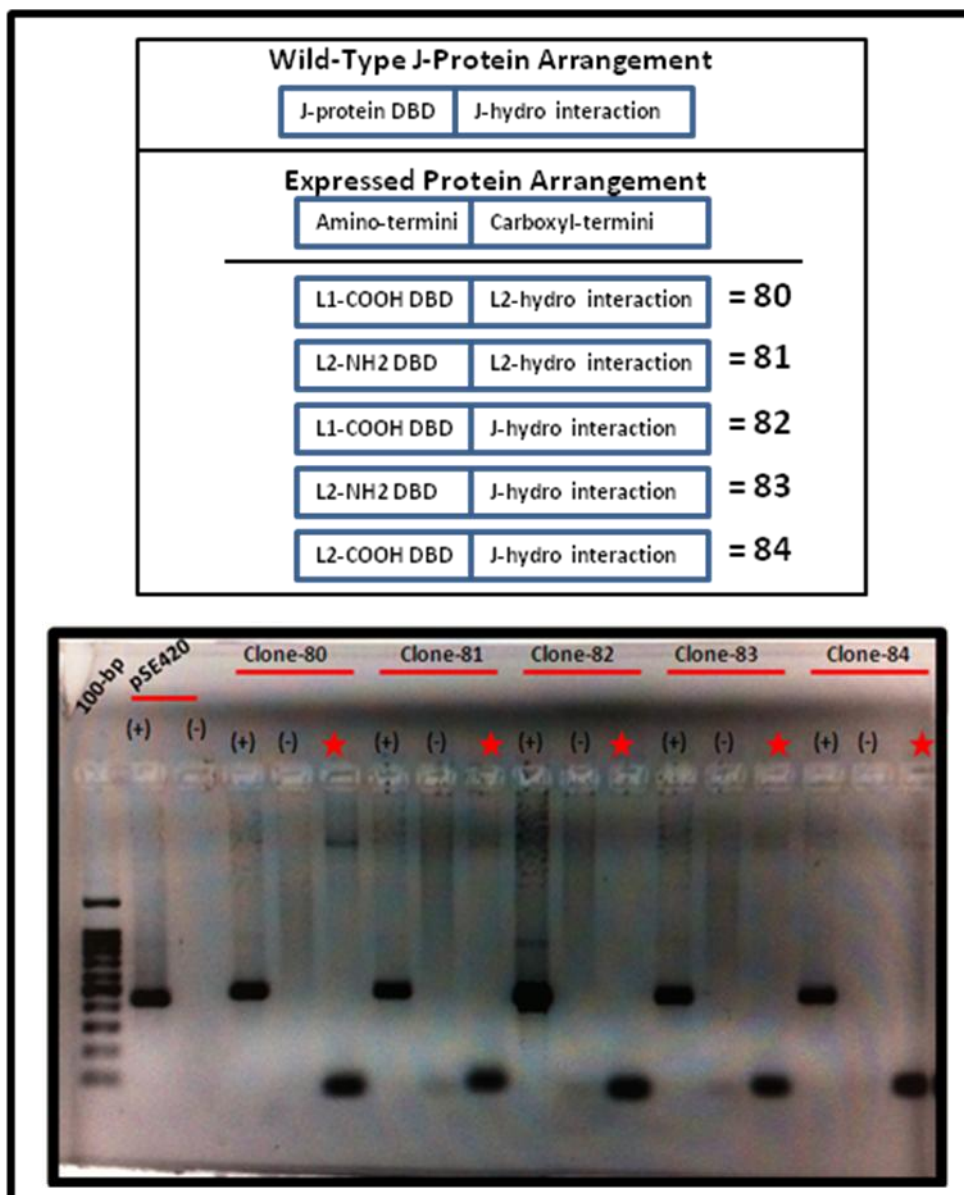 Wild-Type J-Protein Arrangement
J-protein DBD J-hydro interaction
Expressed Protein Arrangement
Amino-termini Carboxyl-termini
L1-COOH DBD L2-hydro interaction = 80
L2-NH2 DBD L2-hydro interaction = 81
L1-COOH DBD J-hydro interaction = 82
L2-NH2 DBD J-hydro interaction = 83
L2-COOH DBD J-hydro interaction = 84
100-bp pSE420 Clone-80 Clone-81 Clone-82 Clone-83 Clone-84
(+) (-) (+) (-) (+) (-) (+) (-) (+) (-) (+) (-)